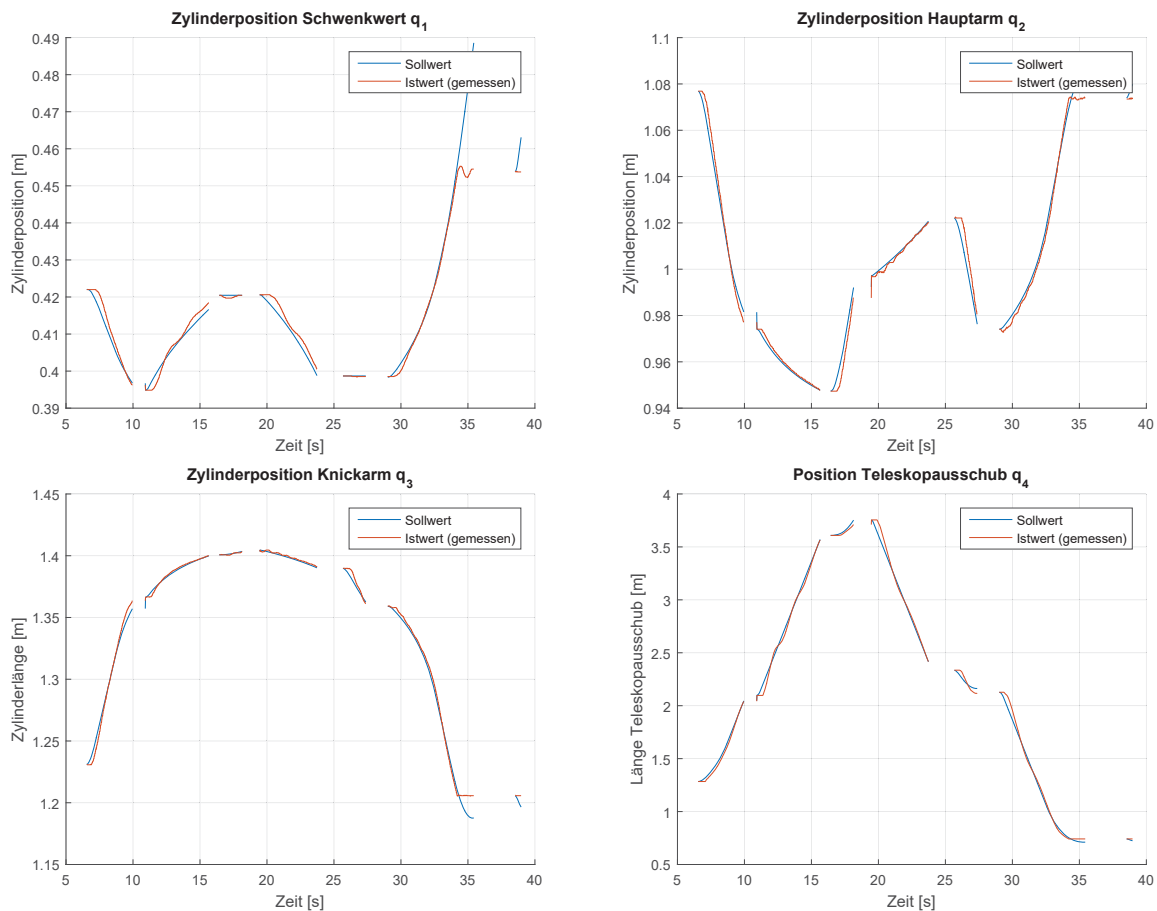 Zylinderposition Schwenkwert q1
Zylinderposition [m]
0.49
0.48
0.47
0.46
0.45
0.44
0.43
0.42
0.41
0.4
0.39
Sollwert
Istwert (gemessen)
5 10 15 20 25 30 35 40
Zeit [s]
Zylinderposition Hauptarm q2
Zylinderposition [m]
1.1
1.08
1.06
1.04
1.02
1
0.98
0.96
0.94
Sollwert
Istwert (gemessen)
5 10 15 20 25 30 35 40
Zeit [s]
Zylinderposition Knickarm q3
Zylinderlänge [m]
1.45
1.4
1.35
1.3
1.25
1.2
1.15
Sollwert
Istwert (gemessen)
5 10 15 20 25 30 35 40
Zeit [s]
Position Teleskopausschub q4
Länge Teleskopausschub [m]
4
3.5
3
2.5
2
1.5
1
0.5
Sollwert
Istwert (gemessen)
5 10 15 20 25 30 35 40
Zeit [s]